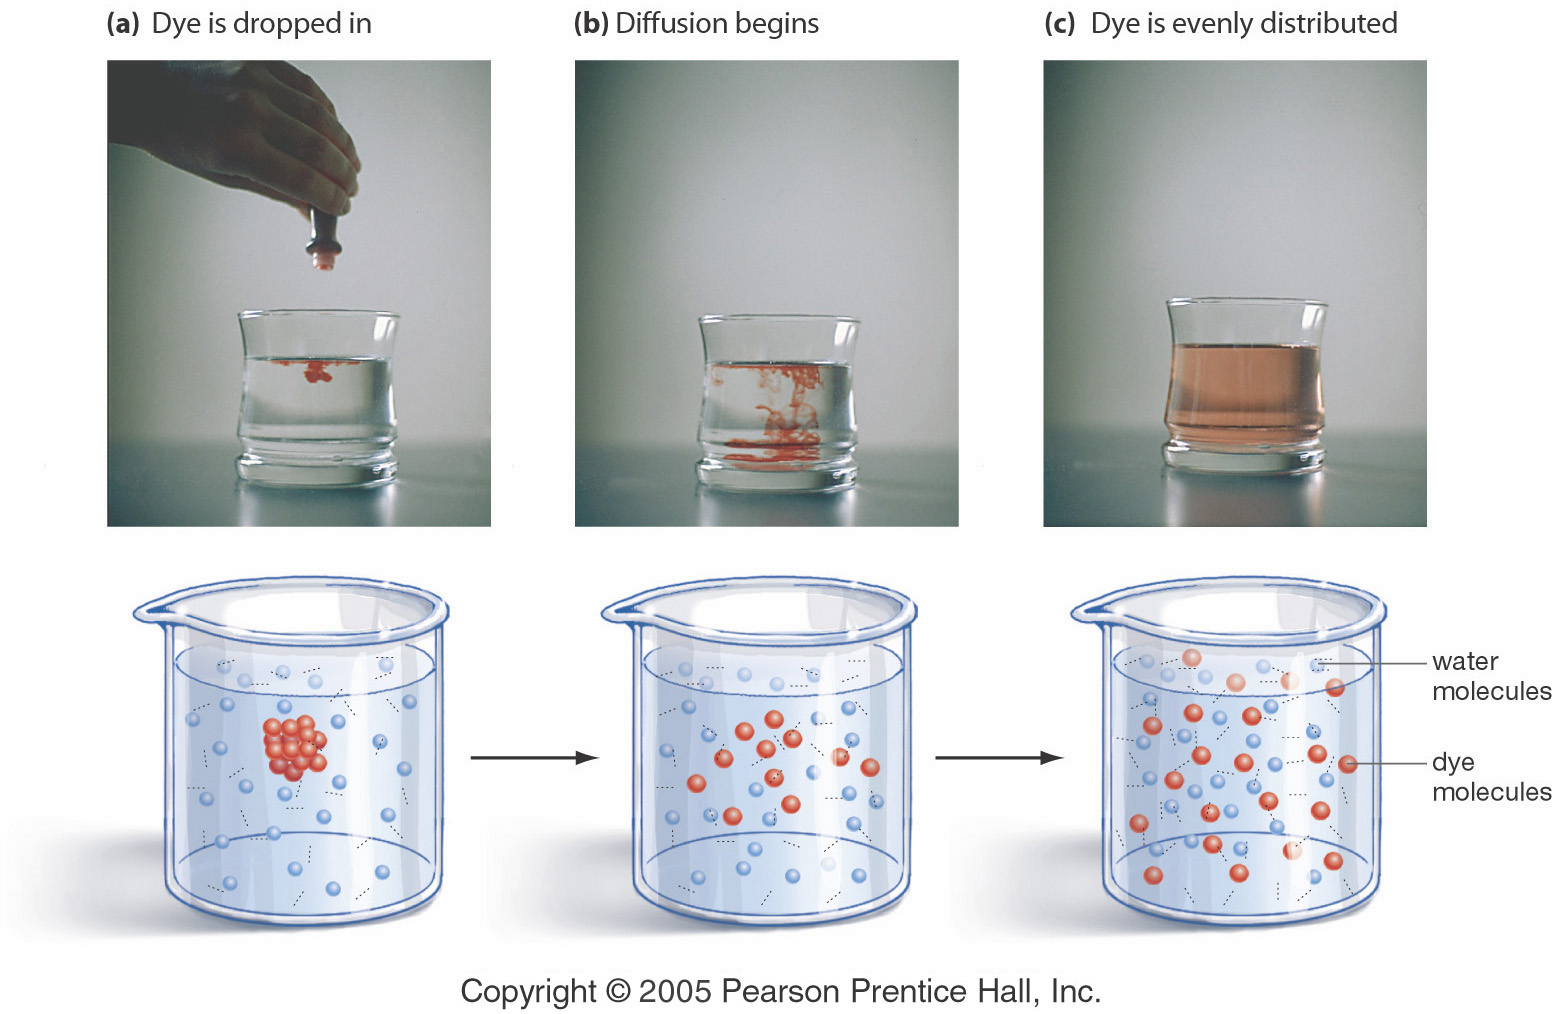 (a) Dye is dropped in
(b) Diffusion begins
(c) Dye is evenly distributed
water
molecules
dye
molecules
Copyright © 2005 Pearson Prentice Hall, Inc.